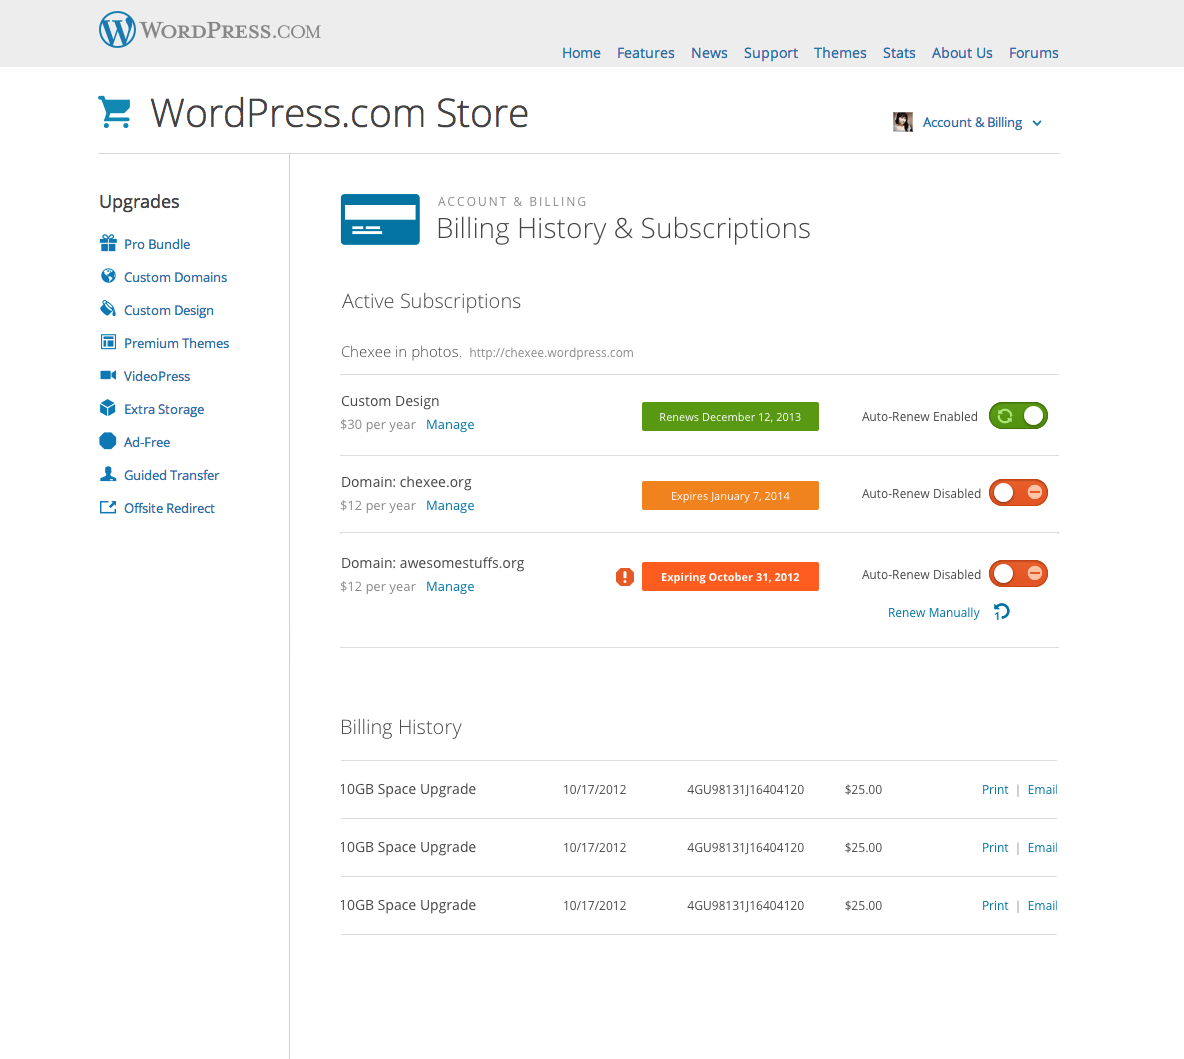 WORDPRESS.COM
Home Features News Support Themes Stats About Us Forums
WordPress.com Store
Account & Billing
Upgrades
Pro Bundle
Custom Domains
Custom Design
Premium Themes
VideoPress
Extra Storage
Ad-Free
Guided Transfer
Offsite Redirect
ACCOUNT & BILLING
Billing History & Subscriptions
Active Subscriptions
Chexee in photos. http://chexee.wordpress.com
Custom Design
$30 per year Manage
Renews December 12, 2013
Auto-Renew Enabled
Domain: chexee.org
$12 per year Manage
Expires January 7, 2014
Auto-Renew Disabled
Domain: awesomestuffs.org
$12 per year Manage
Expiring October 31, 2012
Auto-Renew Disabled
Renew Manually 1
Billing History
10GB Space Upgrade 10/17/2012 4GU98131J16404120 $25.00 Print | Email
10GB Space Upgrade 10/17/2012 4GU98131J16404120 $25.00 Print | Email
10GB Space Upgrade 10/17/2012 4GU98131J16404120 $25.00 Print | Email